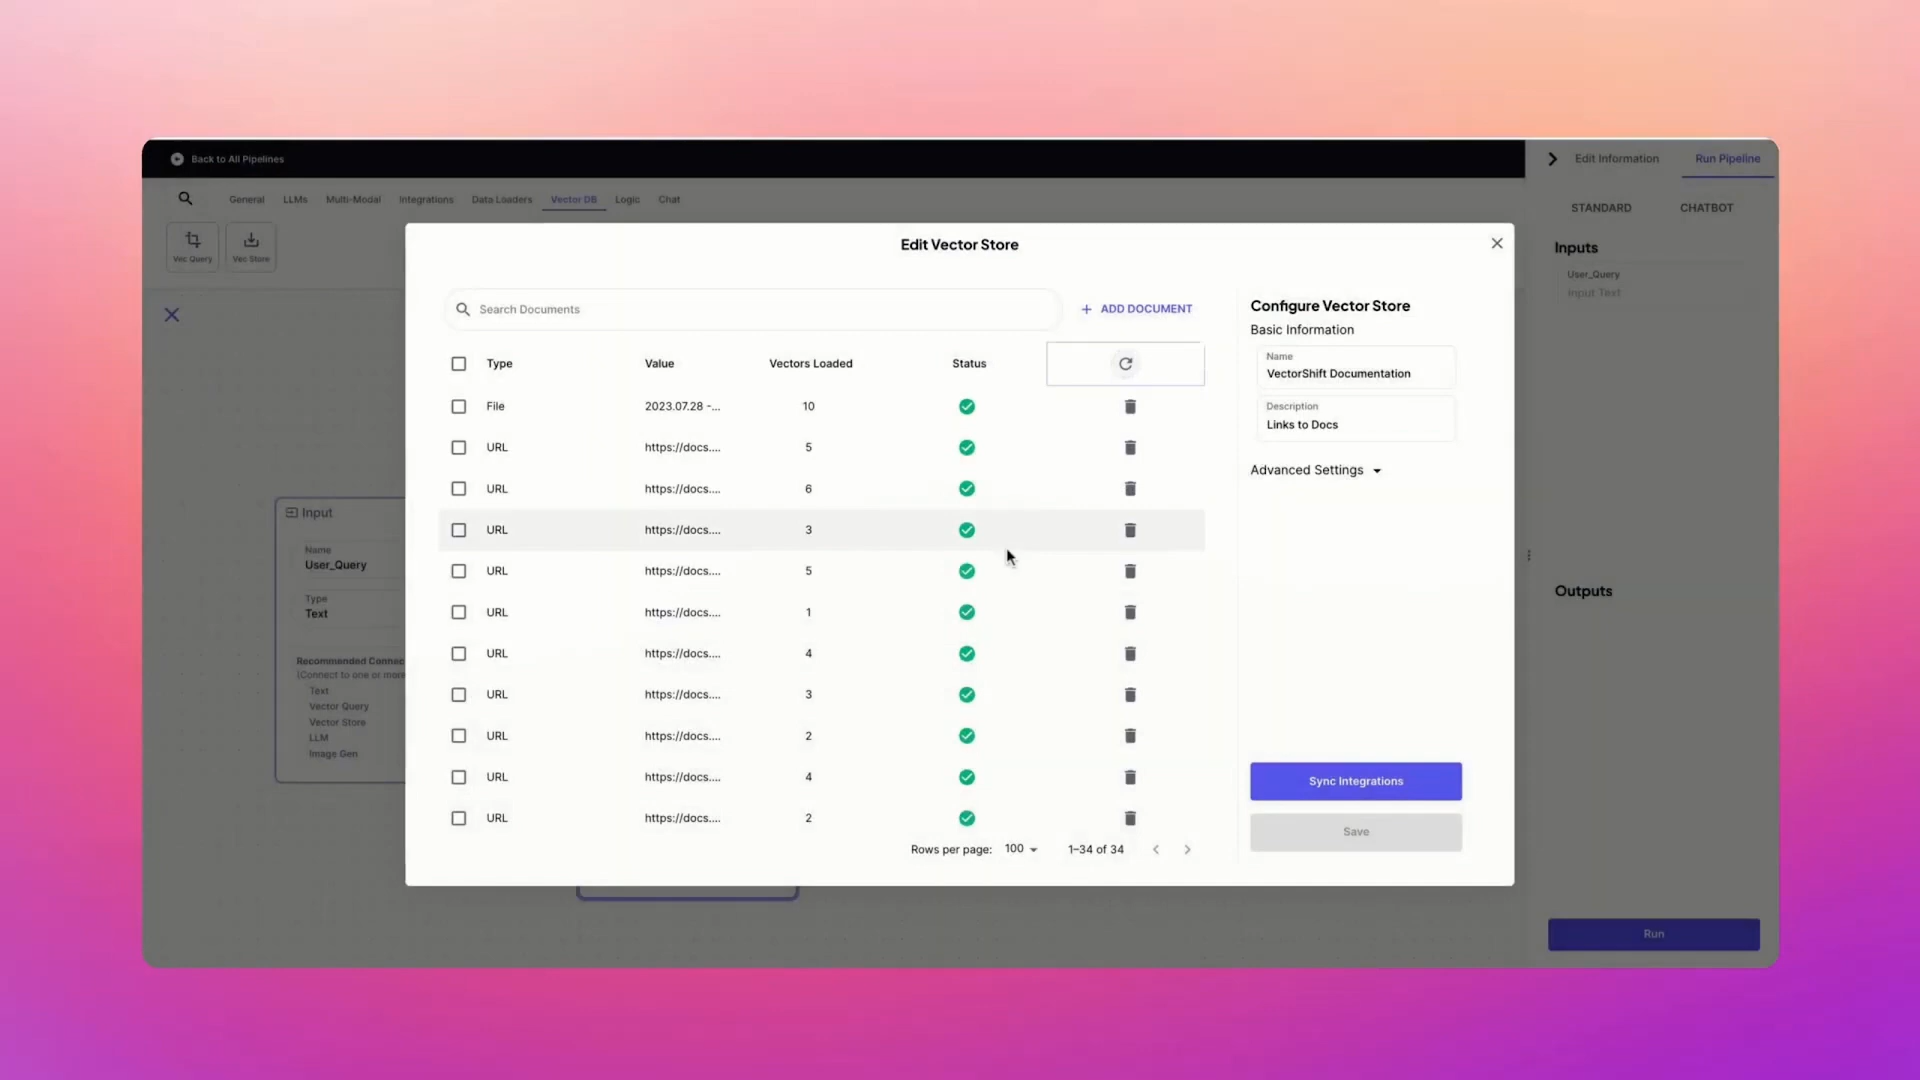 Back to All Pipelines
Edit Information
Run Pipeline
General
LLMs
Multi-Modal
Integrations
Data Loaders
Vector DB
Logic
Chat
STANDARD
CHATBOT
Vec Query
Vec Store
Inputs
User_Query
Input Text
Edit Vector Store
Search Documents
+ ADD DOCUMENT
Type Value Vectors Loaded Status
File 2023.07.28 -... 10
URL https://docs.... 5
URL https://docs.... 6
URL https://docs.... 3
URL https://docs.... 5
URL https://docs.... 1
URL https://docs.... 4
URL https://docs.... 3
URL https://docs.... 2
URL https://docs.... 4
URL https://docs.... 2
Rows per page: 100 1–34 of 34
Configure Vector Store
Basic Information
Name
VectorShift Documentation
Description
Links to Docs
Advanced Settings
Sync Integrations
Save
Input
Name
User_Query
Type
Text
Recommended Connec
(Connect to one or more
Text
Vector Query
Vector Store
LLM
Image Gen
Outputs
Run